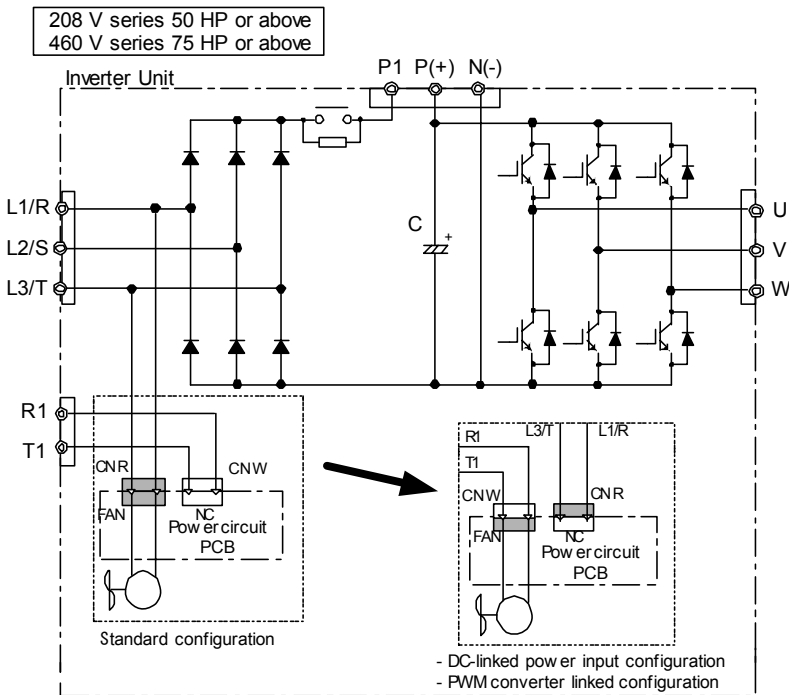 208 V series 50 HP or above
460 V series 75 HP or above
Inverter Unit
P1 P(+) N(-)
L1/R
L2/S
L3/T
C
+
U
V
W
R1
T1
CNR
CNW
FAN
NC
Power circuit
PCB
Standard configuration
R1
T1
L3/T
L1/R
CNW
CNR
FAN
NC
Power circuit
PCB
- DC-linked power input configuration
- PWM converter linked configuration